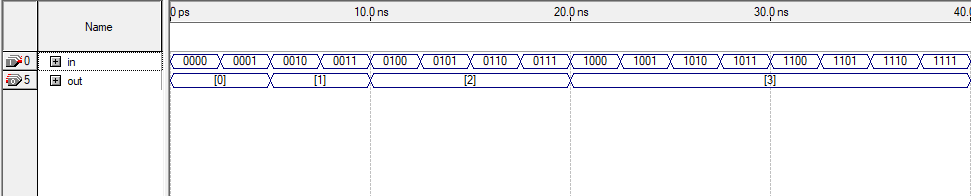 Name 0 ps 10.0 ns 20.0 ns 30.0 ns 40.
0 in 0000 0001 0010 0011 0100 0101 0110 0111 1000 1001 1010 1011 1100 1101 1110 1111
5 out [0] [1] [2] [3]